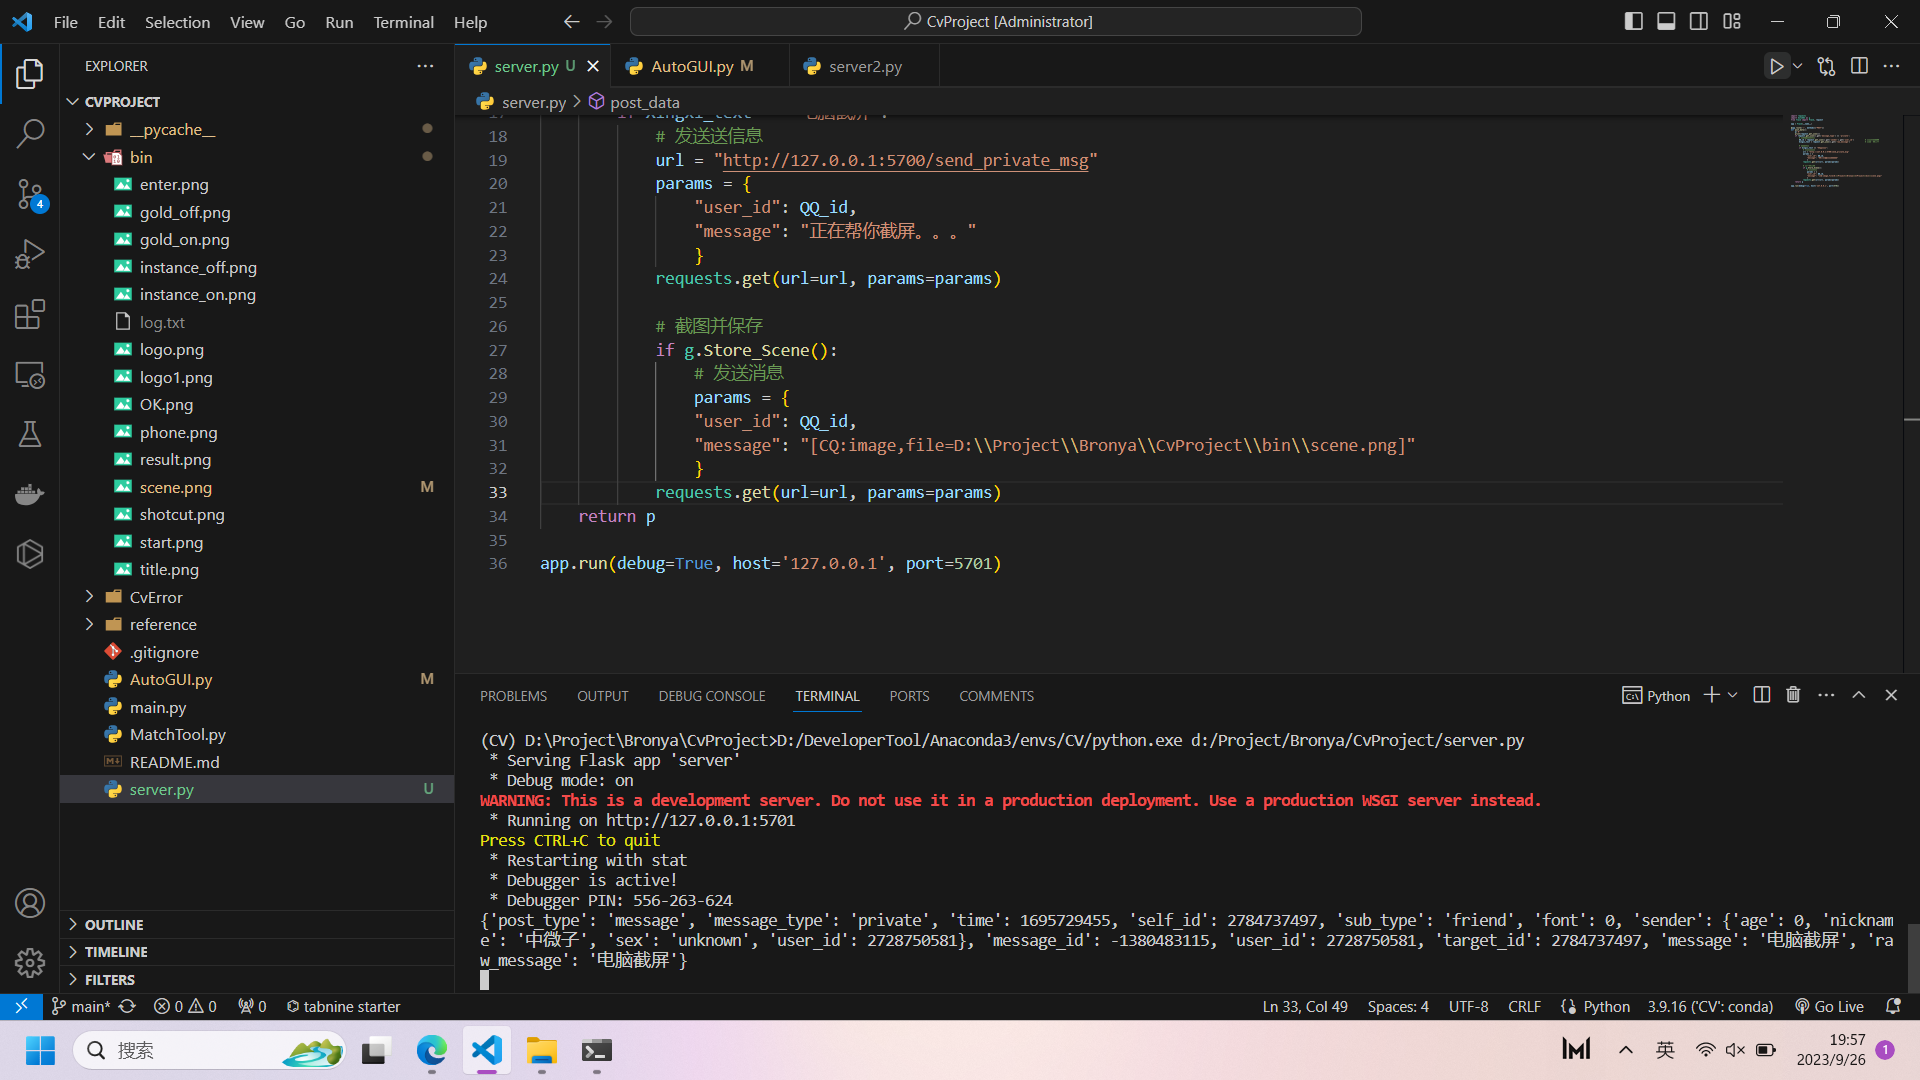 File Edit Selection View Go Run Terminal Help
CvProject [Administrator]
EXPLORER
server.py U
AutoGUI.py M
server2.py
CVPROJECT
server.py > post_data
__pycache__
bin
enter.png
gold_off.png
gold_on.png
instance_off.png
instance_on.png
log.txt
logo.png
logo1.png
OK.png
phone.png
result.png
scene.png M
shotcut.png
start.png
title.png
CvError
reference
.gitignore
AutoGUI.py M
main.py
MatchTool.py
README.md
server.py U
OUTLINE
TIMELINE
FILTERS
18 # 发送送信息
19 url = "http://127.0.0.1:5700/send_private_msg"
20 params = {
21 "user_id": QQ_id,
22 "message": "正在帮你截屏。。。"
23 }
24 requests.get(url=url, params=params)
25
26 # 截图并保存
27 if g.Store_Scene():
28 # 发送消息
29 params = {
30 "user_id": QQ_id,
31 "message": "[CQ:image,file=D:\\Project\\Bronya\\CvProject\\bin\\scene.png]"
32 }
33 requests.get(url=url, params=params)
34 return p
35
36 app.run(debug=True, host='127.0.0.1', port=5701)
PROBLEMS OUTPUT DEBUG CONSOLE TERMINAL PORTS COMMENTS
Python
(CV) D:\Project\Bronya\CvProject>D:/DeveloperTool/Anaconda3/envs/CV/python.exe d:/Project/Bronya/CvProject/server.py
* Serving Flask app 'server'
* Debug mode: on
WARNING: This is a development server. Do not use it in a production deployment. Use a production WSGI server instead.
* Running on http://127.0.0.1:5701
Press CTRL+C to quit
* Restarting with stat
* Debugger is active!
* Debugger PIN: 556-263-624
{'post_type': 'message', 'message_type': 'private', 'time': 1695729455, 'self_id': 2784737497, 'sub_type': 'friend', 'font': 0, 'sender': {'age': 0, 'nicknam
e': '中微子', 'sex': 'unknown', 'user_id': 2728750581}, 'message_id': -1380483115, 'user_id': 2728750581, 'target_id': 2784737497, 'message': '电脑截屏', 'ra
w_message': '电脑截屏'}
4
main* 0 0 0 tabnine starter
Ln 33, Col 49 Spaces: 4 UTF-8 CRLF Python 3.9.16 ('CV': conda) Go Live
搜索
英
19:57
2023/9/26
1